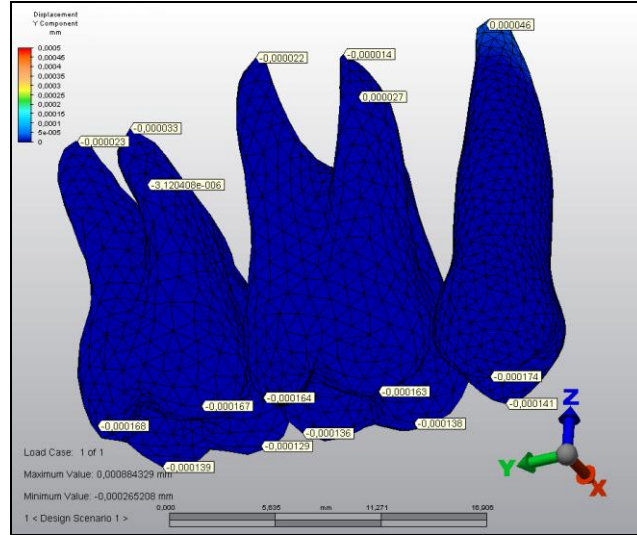 Displacement
Y Component
mm
0,0005
0,00045
0,0004
0,00035
0,0003
0,00025
0,0002
0,00015
0,0001
5e-005
0
0,000046
-0,000022
-0,000014
0,000027
-0,000033
-0,000023
-3,120408e-006
-0,000174
-0,000141
-0,000163
-0,000164
-0,000167
-0,000168
-0,000138
-0,000136
-0,000129
-0,000139
Load Case: 1 of 1
Maximum Value: 0,000884329 mm
Minimum Value: -0,000265208 mm
1 < Design Scenario 1 >
0,000 5,635 mm 11,271 16,906
Z
Y
X